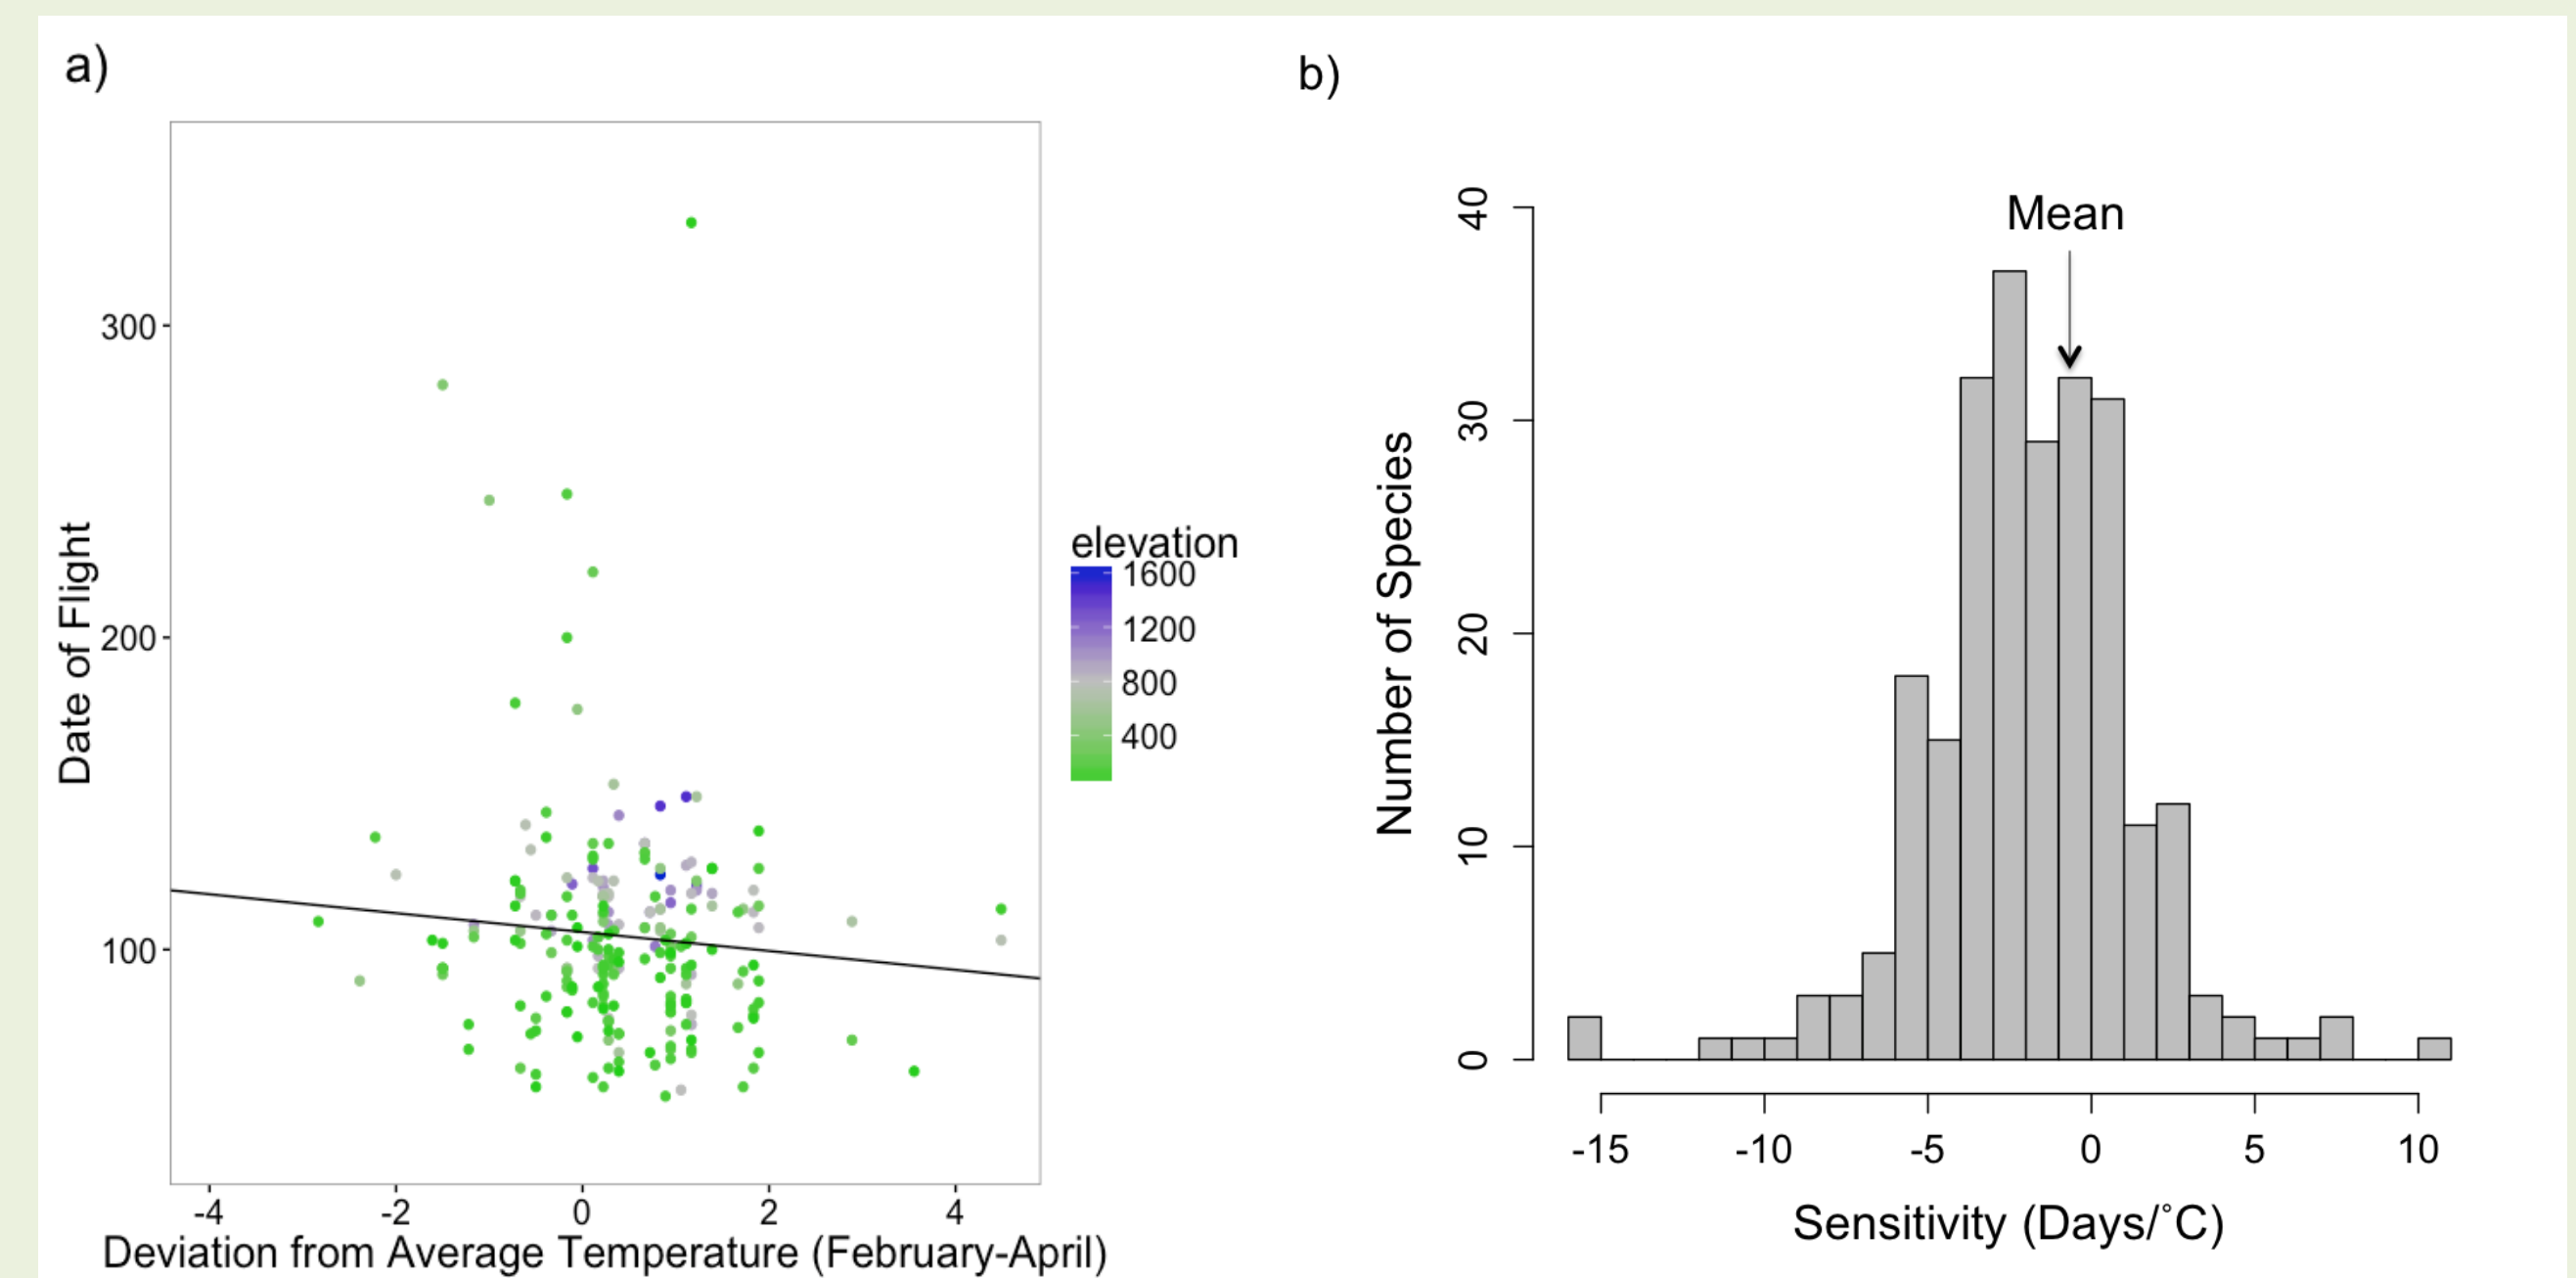 a)
300
200
100
Date of Flight
-4 -2 0 2 4
Deviation from Average Temperature (February-April)
elevation
1600
1200
800
400
b)
Mean
40
30
20
10
0
Number of Species
-15 -10 -5 0 5 10
Sensitivity (Days/˚C)